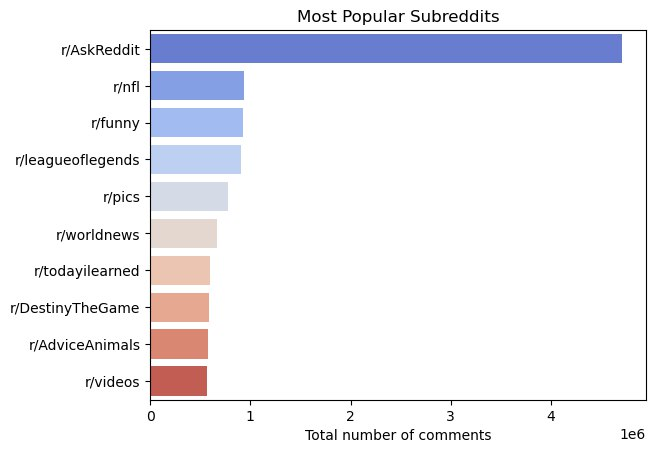 Most Popular Subreddits
r/AskReddit
r/nfl
r/funny
r/leagueoflegends
r/pics
r/worldnews
r/todayilearned
r/DestinyTheGame
r/AdviceAnimals
r/videos
0 1 2 3 4
1e6
Total number of comments